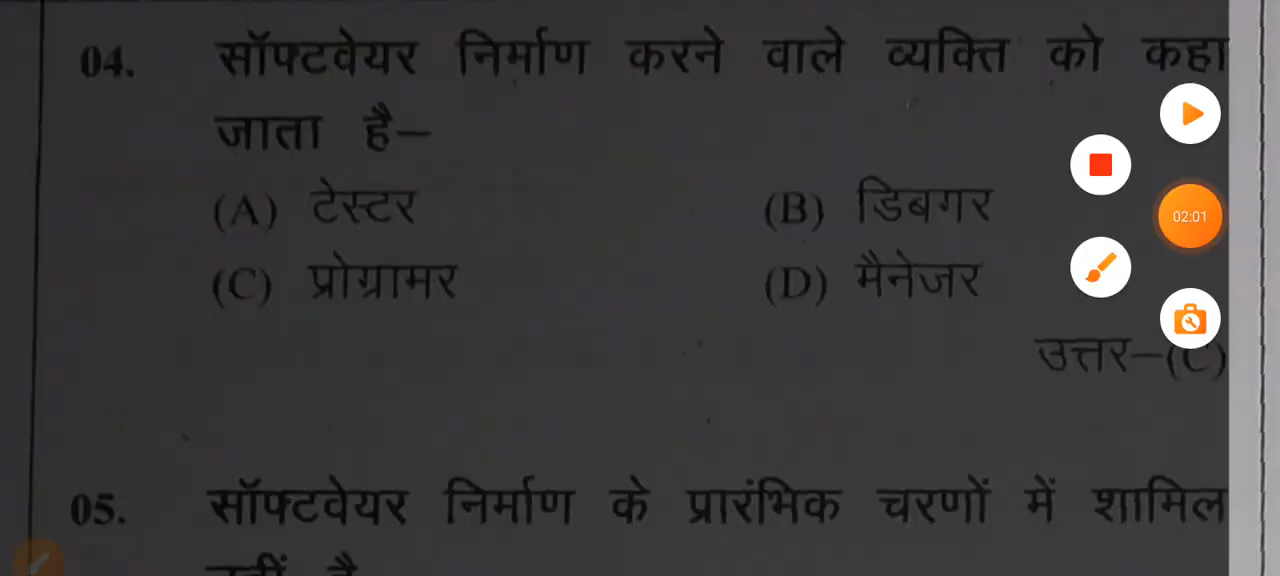 04. सॉफ्टवेयर निर्माण करने वाले व्यक्ति को कहा
जाता है–
(A) टेस्टर (B) डिबगर
(C) प्रोग्रामर (D) मैनेजर
उत्तर–(C)
02:01
05. सॉफ्टवेयर निर्माण के प्रारंभिक चरणों में शामिल